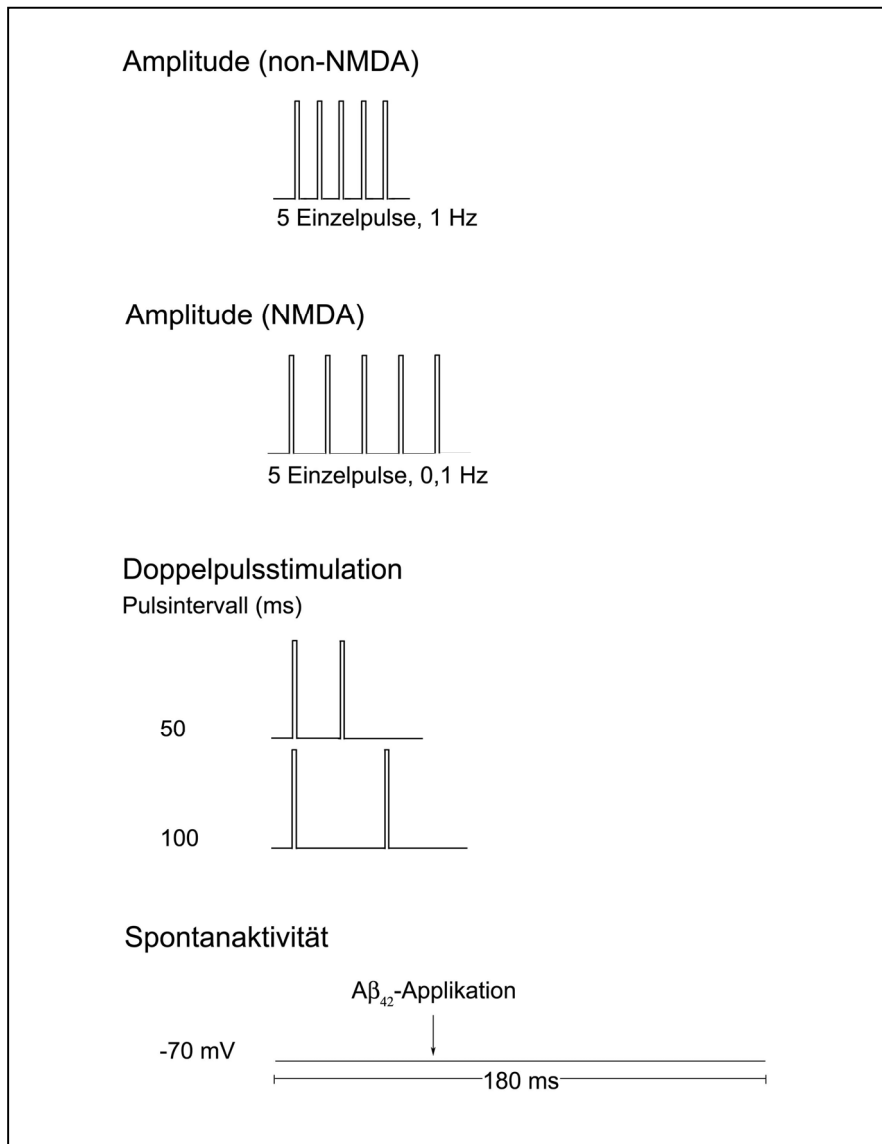 Amplitude (non-NMDA)
5 Einzelpulse, 1 Hz
Amplitude (NMDA)
5 Einzelpulse, 0,1 Hz
Doppelpulsstimulation
Pulsintervall (ms)
50
100
Spontanaktivität
Aβ₄₂-Applikation
-70 mV
180 ms